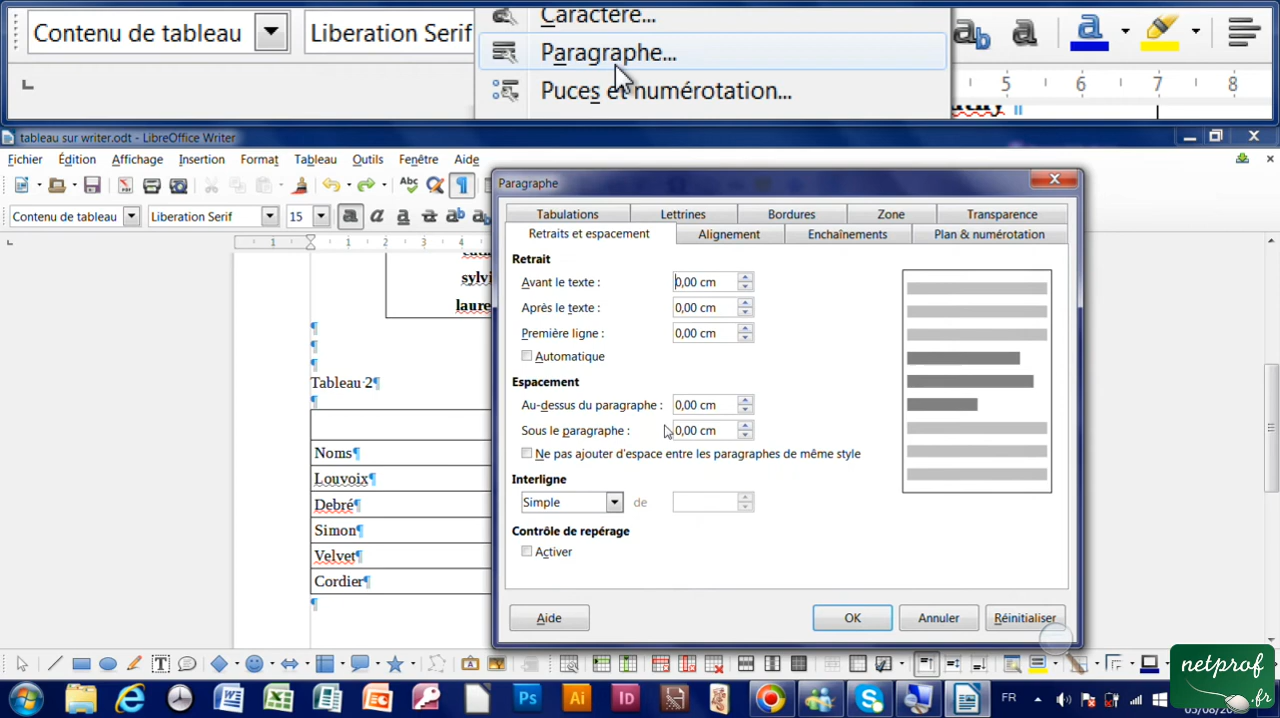 Contenu de tableau
Liberation Serif
Caractère...
Paragraphe...
Puces et numérotation...
5 6 7 8
tableau sur writer.odt - LibreOffice Writer
Fichier Édition Affichage Insertion Format Tableau Outils Fenêtre Aide
Contenu de tableau Liberation Serif 15
1 1 2 3 4
sylvi
laure
Tableau 2¶
Noms¶
Louvoix¶
Debré¶
Simon¶
Velvet¶
Cordier¶
Paragraphe
Tabulations Lettrines Bordures Zone Transparence
Retraits et espacement Alignement Enchaînements Plan & numérotation
Retrait
Avant le texte : 0,00 cm
Après le texte : 0,00 cm
Première ligne : 0,00 cm
Automatique
Espacement
Au-dessus du paragraphe : 0,00 cm
Sous le paragraphe : 0,00 cm
Ne pas ajouter d'espace entre les paragraphes de même style
Interligne
Simple de
Contrôle de repérage
Activer
Aide OK Annuler Réinitialiser
FR
netprof
.fr